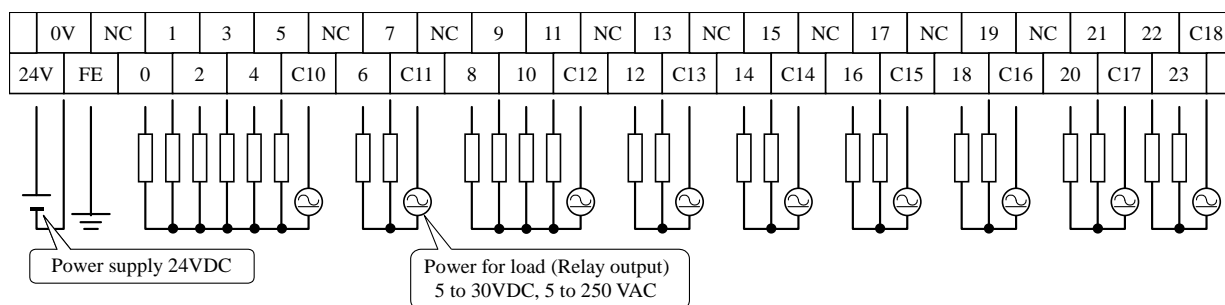 0V NC 1 3 5 NC 7 NC 9 11 NC 13 NC 15 NC 17 NC 19 NC 21 22 C18
24V FE 0 2 4 C10 6 C11 8 10 C12 12 C13 14 C14 16 C15 18 C16 20 C17 23
Power supply 24VDC
Power for load (Relay output)
5 to 30VDC, 5 to 250 VAC